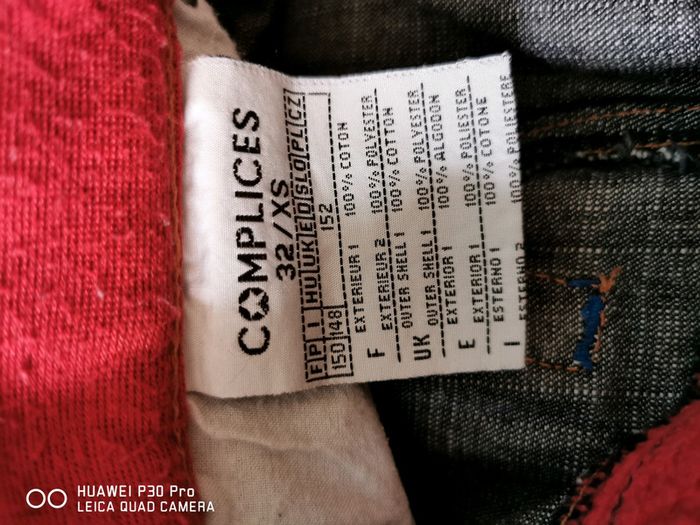 COMPLICES
32/XS
F P I HU UK E D SLO PL CZ
150 148 152
EXTERIEUR 1 100% COTON
F EXTERIEUR 2 100% POLYESTER
OUTER SHELL 1 100% COTTON
UK OUTER SHELL 1 100% POLYESTER
EXTERIOR 1 100% ALGODON
E EXTERIOR 1 100% POLIESTER
ESTERNO 1 100% COTONE
I ESTERNO 2 100% POLIESTERE
HUAWEI P30 Pro
LEICA QUAD CAMERA